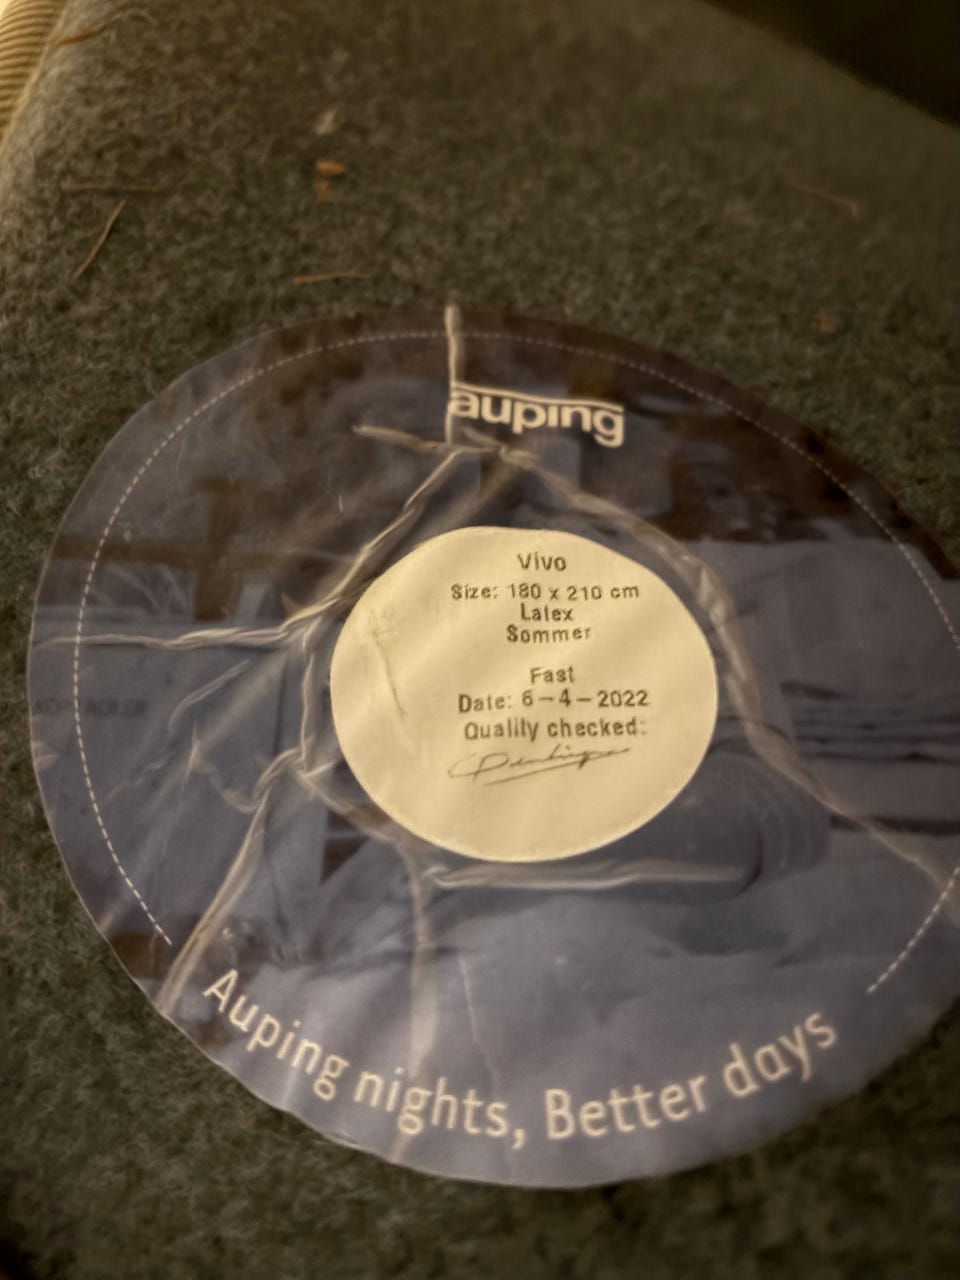 auping
Vivo
Size: 180 x 210 cm
Latex
Sommer
Fast
Date: 6-4-2022
Quality checked:
Auping nights, Better days